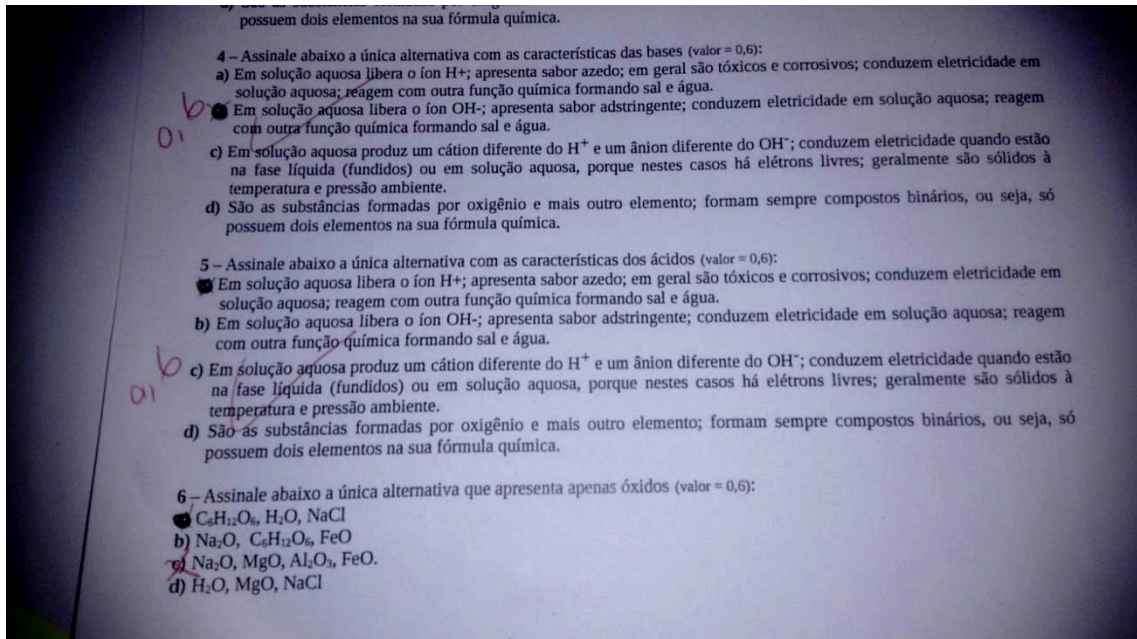 possuem dois elementos na sua fórmula química.
4 – Assinale abaixo a única alternativa com as características das bases (valor = 0,6):
a) Em solução aquosa libera o íon H+; apresenta sabor azedo; em geral são tóxicos e corrosivos; conduzem eletricidade em
solução aquosa; reagem com outra função química formando sal e água.
Em solução aquosa libera o íon OH-; apresenta sabor adstringente; conduzem eletricidade em solução aquosa; reagem
com outra função química formando sal e água.
c) Em solução aquosa produz um cátion diferente do H⁺ e um ânion diferente do OH⁻; conduzem eletricidade quando estão
na fase líquida (fundidos) ou em solução aquosa, porque nestes casos há elétrons livres; geralmente são sólidos à
temperatura e pressão ambiente.
d) São as substâncias formadas por oxigênio e mais outro elemento; formam sempre compostos binários, ou seja, só
possuem dois elementos na sua fórmula química.
5 – Assinale abaixo a única alternativa com as características dos ácidos (valor = 0,6):
Em solução aquosa libera o íon H+; apresenta sabor azedo; em geral são tóxicos e corrosivos; conduzem eletricidade em
solução aquosa; reagem com outra função química formando sal e água.
b) Em solução aquosa libera o íon OH-; apresenta sabor adstringente; conduzem eletricidade em solução aquosa; reagem
com outra função química formando sal e água.
c) Em solução aquosa produz um cátion diferente do H⁺ e um ânion diferente do OH⁻; conduzem eletricidade quando estão
na fase líquida (fundidos) ou em solução aquosa, porque nestes casos há elétrons livres; geralmente são sólidos à
temperatura e pressão ambiente.
d) São as substâncias formadas por oxigênio e mais outro elemento; formam sempre compostos binários, ou seja, só
possuem dois elementos na sua fórmula química.
6 – Assinale abaixo a única alternativa que apresenta apenas óxidos (valor = 0,6):
C₆H₁₂O₆, H₂O, NaCl
b) Na₂O, C₆H₁₂O₆, FeO
c) Na₂O, MgO, Al₂O₃, FeO.
d) H₂O, MgO, NaCl